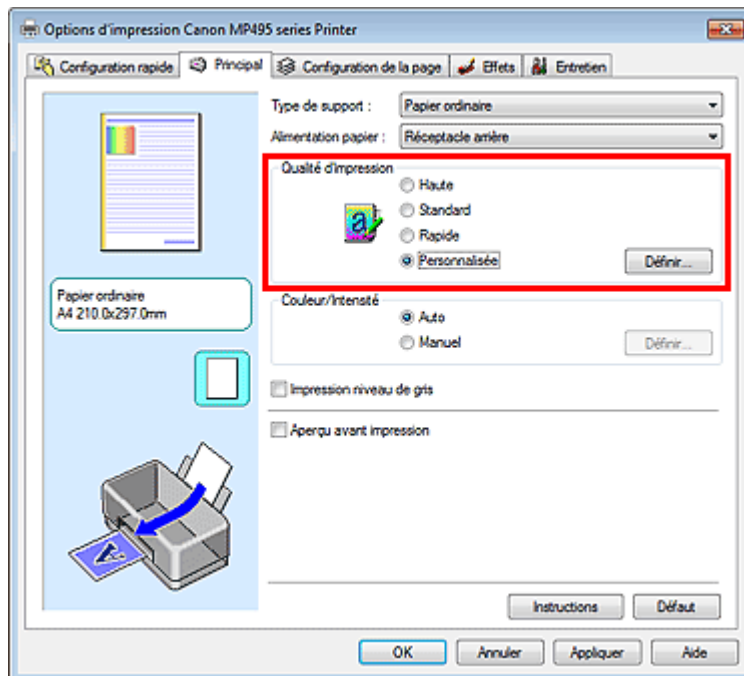 Options d'impression Canon MP495 series Printer
Configuration rapide Principal Configuration de la page Effets Entretien
Type de support : Papier ordinaire
Alimentation papier : Réceptacle arrière
Qualité d'impression
Haute
Standard
Rapide
Personnalisée Définir...
Papier ordinaire
A4 210.0x297.0mm
Couleur/Intensité
Auto
Manuel Définir...
Impression niveau de gris
Aperçu avant impression
Instructions Défaut
OK Annuler Appliquer Aide